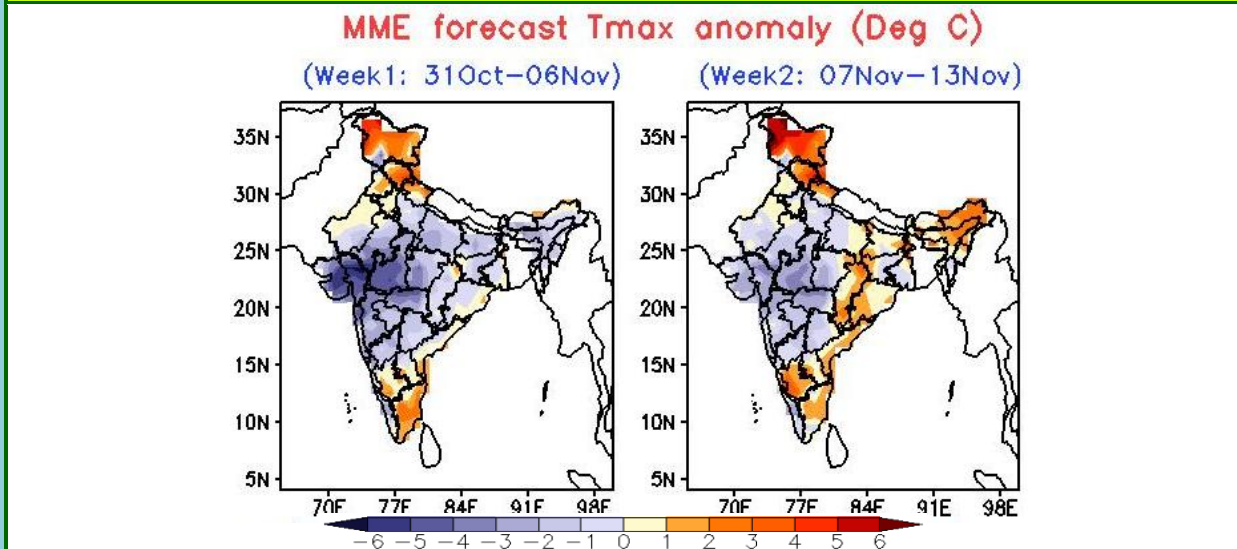 MME forecast Tmax anomaly (Deg C)
(Week1: 31Oct-06Nov) (Week2: 07Nov-13Nov)
35N 35N
30N 30N
25N 25N
20N 20N
15N 15N
10N 10N
5N 5N
70E 77E 84E 91E 98E 70E 77E 84E 91E 98E
-6 -5 -4 -3 -2 -1 0 1 2 3 4 5 6